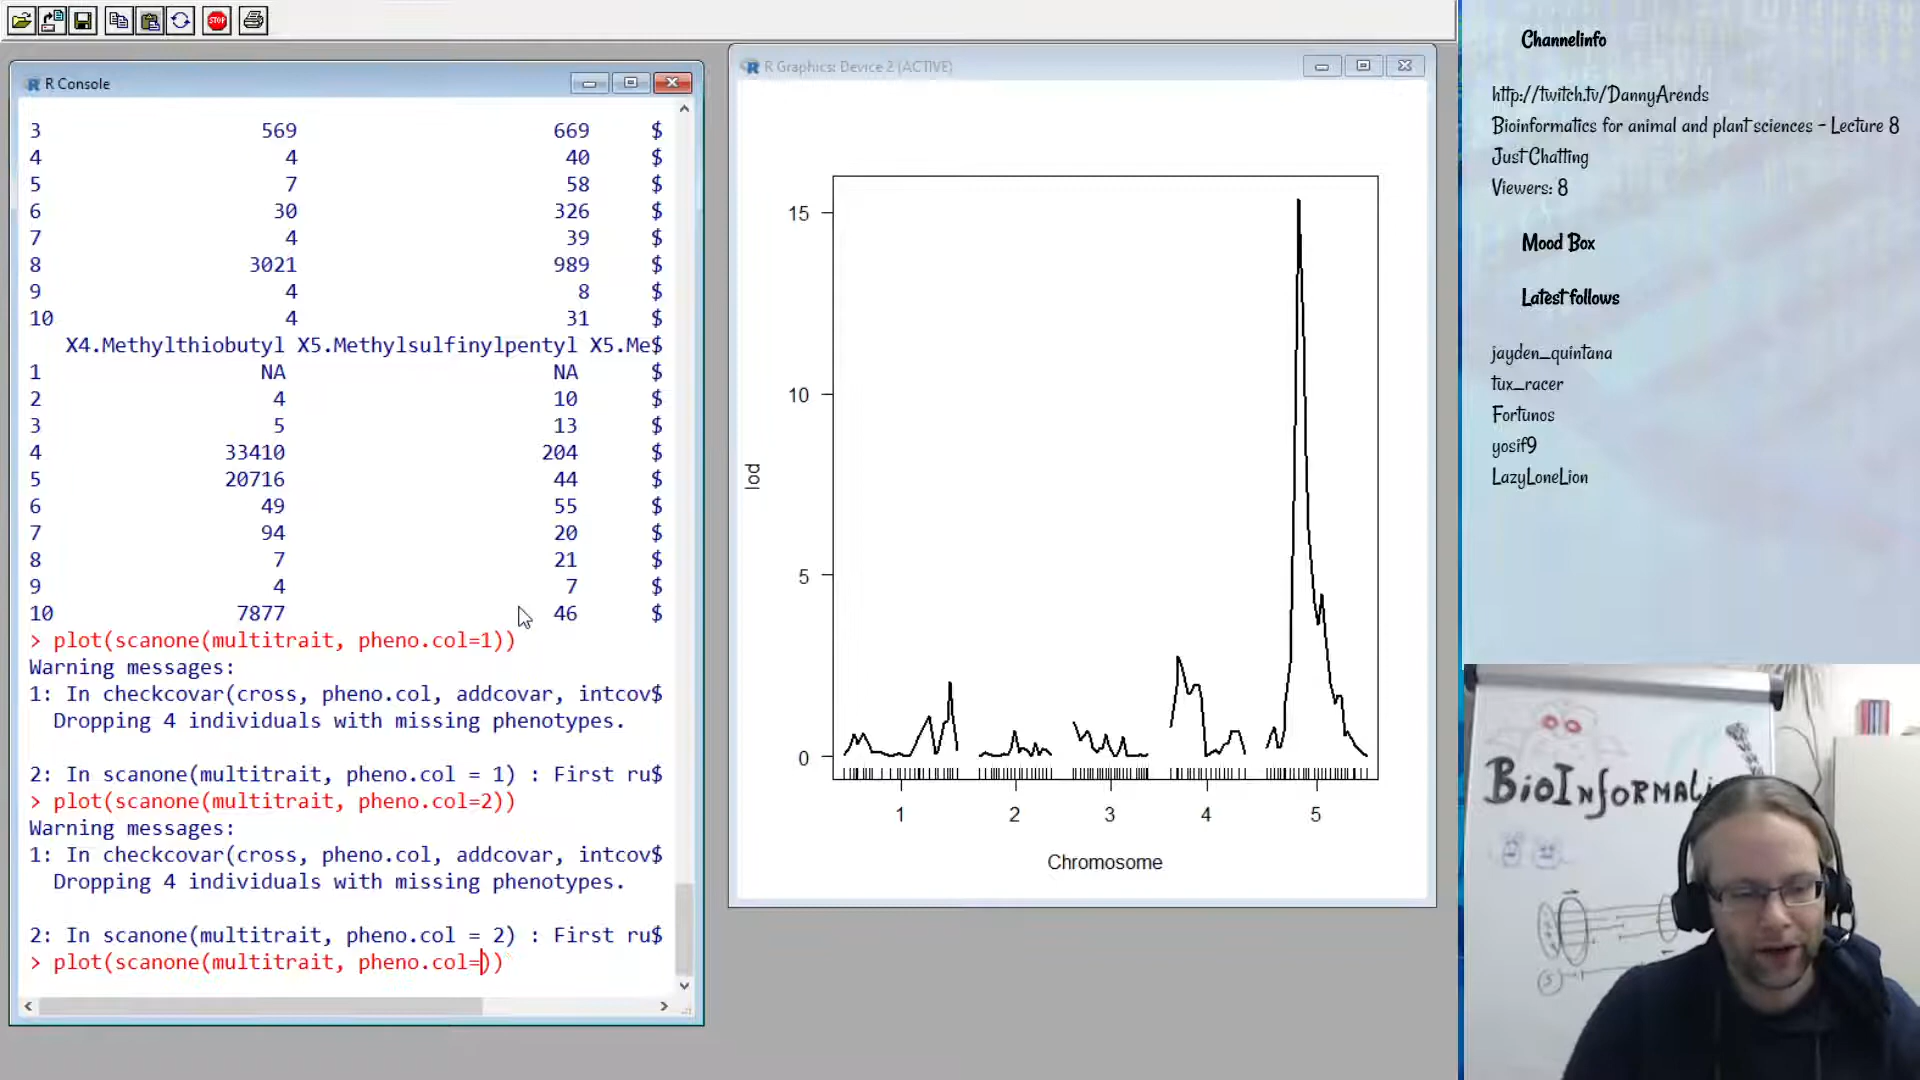 R Console
3 569 669 $
4 4 40 $
5 7 58 $
6 30 326 $
7 4 39 $
8 3021 989 $
9 4 8 $
10 4 31 $
X4.Methylthiobutyl X5.Methylsulfinylpentyl X5.Me$
1 NA NA $
2 4 10 $
3 5 13 $
4 33410 204 $
5 20716 44 $
6 49 55 $
7 94 20 $
8 7 21 $
9 4 7 $
10 7877 46 $
> plot(scanone(multitrait, pheno.col=1))
Warning messages:
1: In checkcovar(cross, pheno.col, addcovar, intcov$
Dropping 4 individuals with missing phenotypes.
2: In scanone(multitrait, pheno.col = 1) : First ru$
> plot(scanone(multitrait, pheno.col=2))
Warning messages:
1: In checkcovar(cross, pheno.col, addcovar, intcov$
Dropping 4 individuals with missing phenotypes.
2: In scanone(multitrait, pheno.col = 2) : First ru$
> plot(scanone(multitrait, pheno.col=))
R Graphics: Device 2 (ACTIVE)
15
10
5
0
lod
1 2 3 4 5
Chromosome
STOP
Channelinfo
http://twitch.tv/DannyArends
Bioinformatics for animal and plant sciences - Lecture 8
Just Chatting
Viewers: 8
Mood Box
Latest follows
jayden_quintana
tux_racer
Fortunos
yosif9
LazyLoneLion
BioInformati